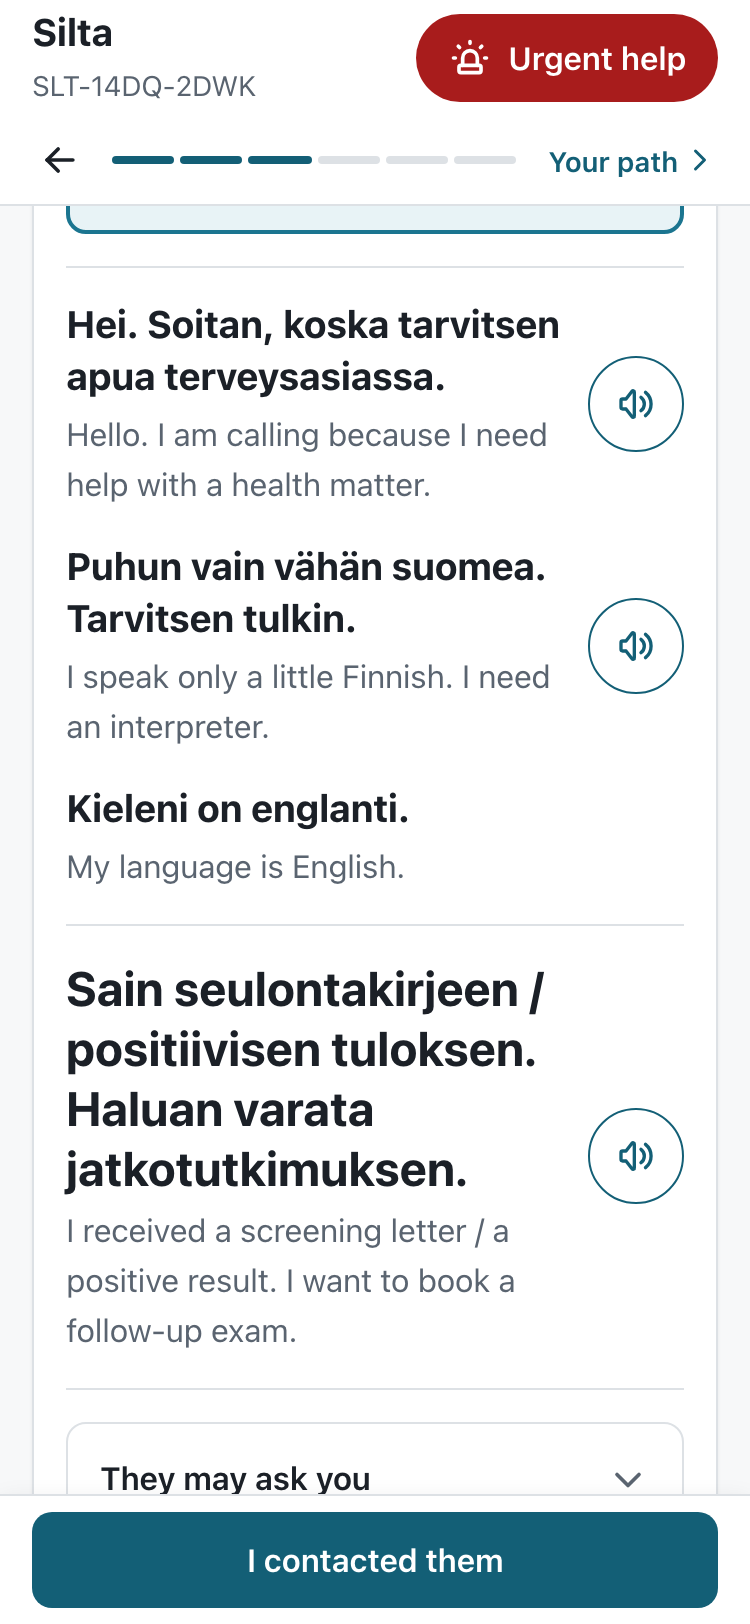 Silta
SLT-14DQ-2DWK
Urgent help
Your path
Hei. Soitan, koska tarvitsen
apua terveysasiassa.
Hello. I am calling because I need
help with a health matter.
Puhun vain vähän suomea.
Tarvitsen tulkin.
I speak only a little Finnish. I need
an interpreter.
Kieleni on englanti.
My language is English.
Sain seulontakirjeen /
positiivisen tuloksen.
Haluan varata
jatkotutkimuksen.
I received a screening letter / a
positive result. I want to book a
follow-up exam.
They may ask you
I contacted them